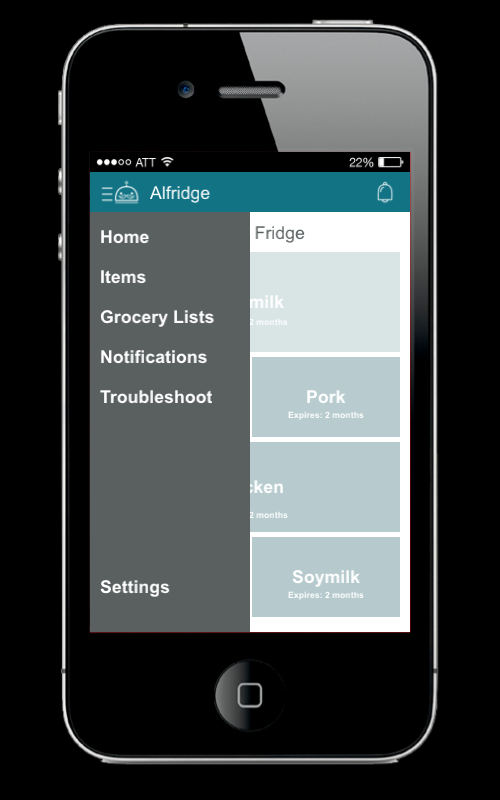 ATT
22%
Alfridge
Home
Fridge
Items
Grocery Lists
milk
2 months
Notifications
Troubleshoot
Pork
Expires: 2 months
cken
2 months
Settings
Soymilk
Expires: 2 months